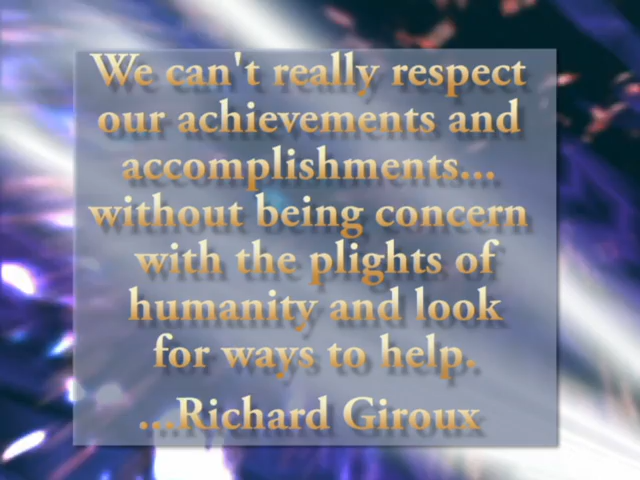 We can't really respect
our achievements and
accomplishments...
without being concern
with the plights of
humanity and look
for ways to help.
...Richard Giroux